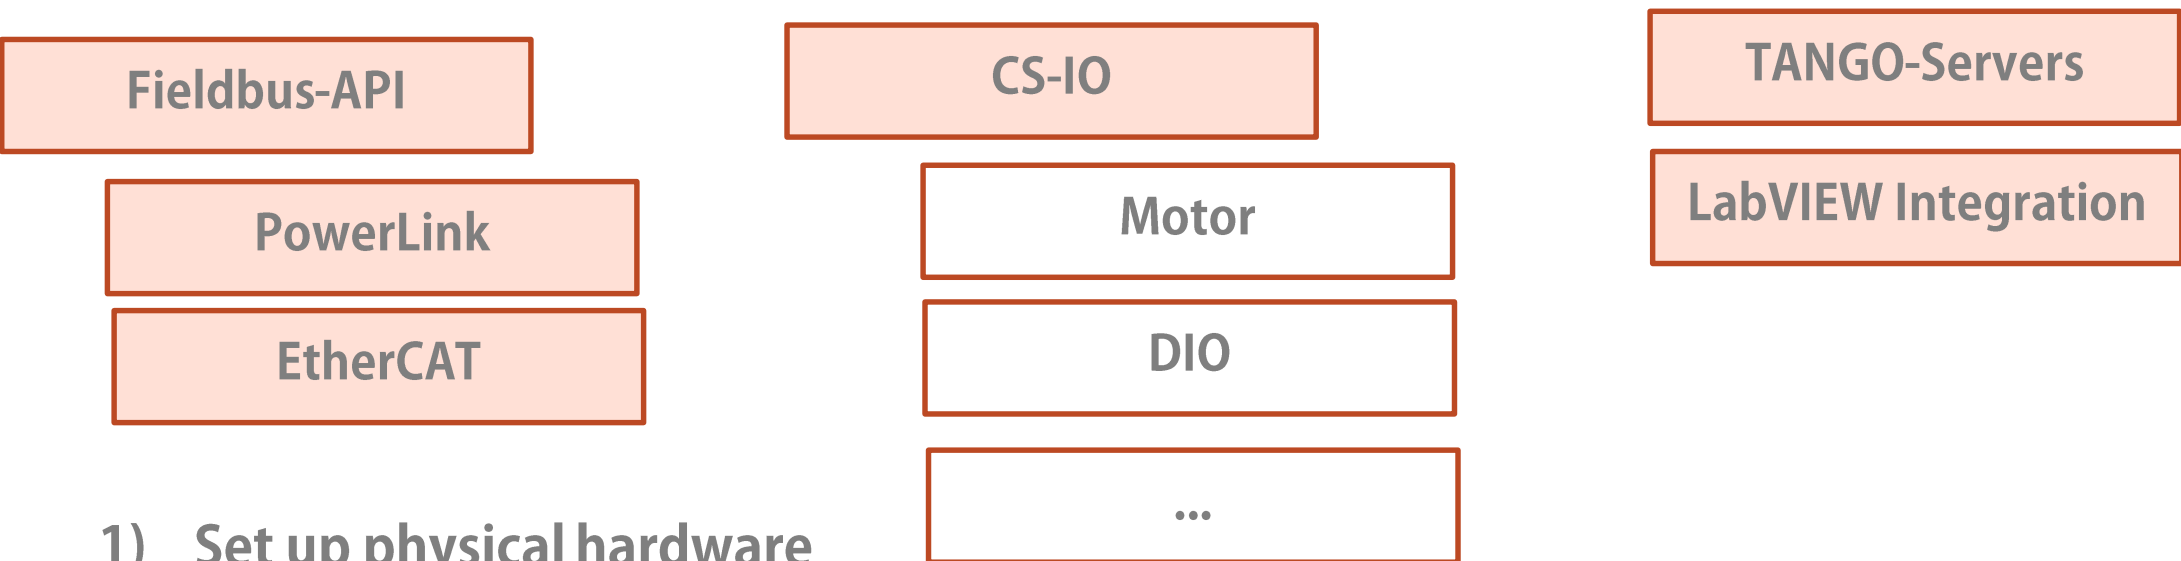 Fieldbus-API
PowerLink
EtherCAT
CS-IO
Motor
DIO
...
TANGO-Servers
LabVIEW Integration
1) Set up physical hardware